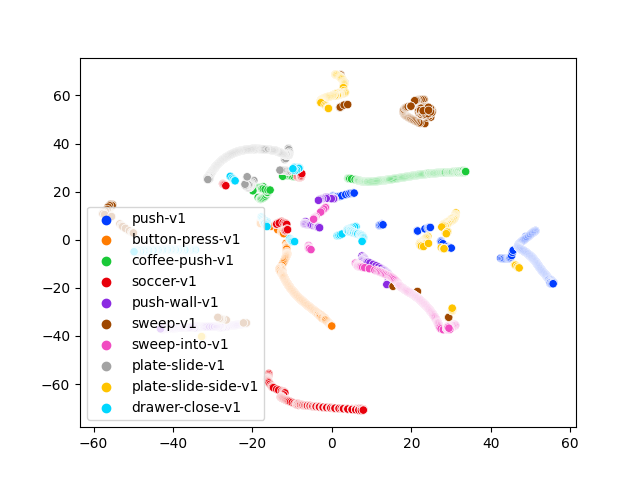 60
40
20
0
−20
−40
−60
push-v1
button-press-v1
coffee-push-v1
soccer-v1
push-wall-v1
sweep-v1
sweep-into-v1
plate-slide-v1
plate-slide-side-v1
drawer-close-v1
−60 −40 −20 0 20 40 60